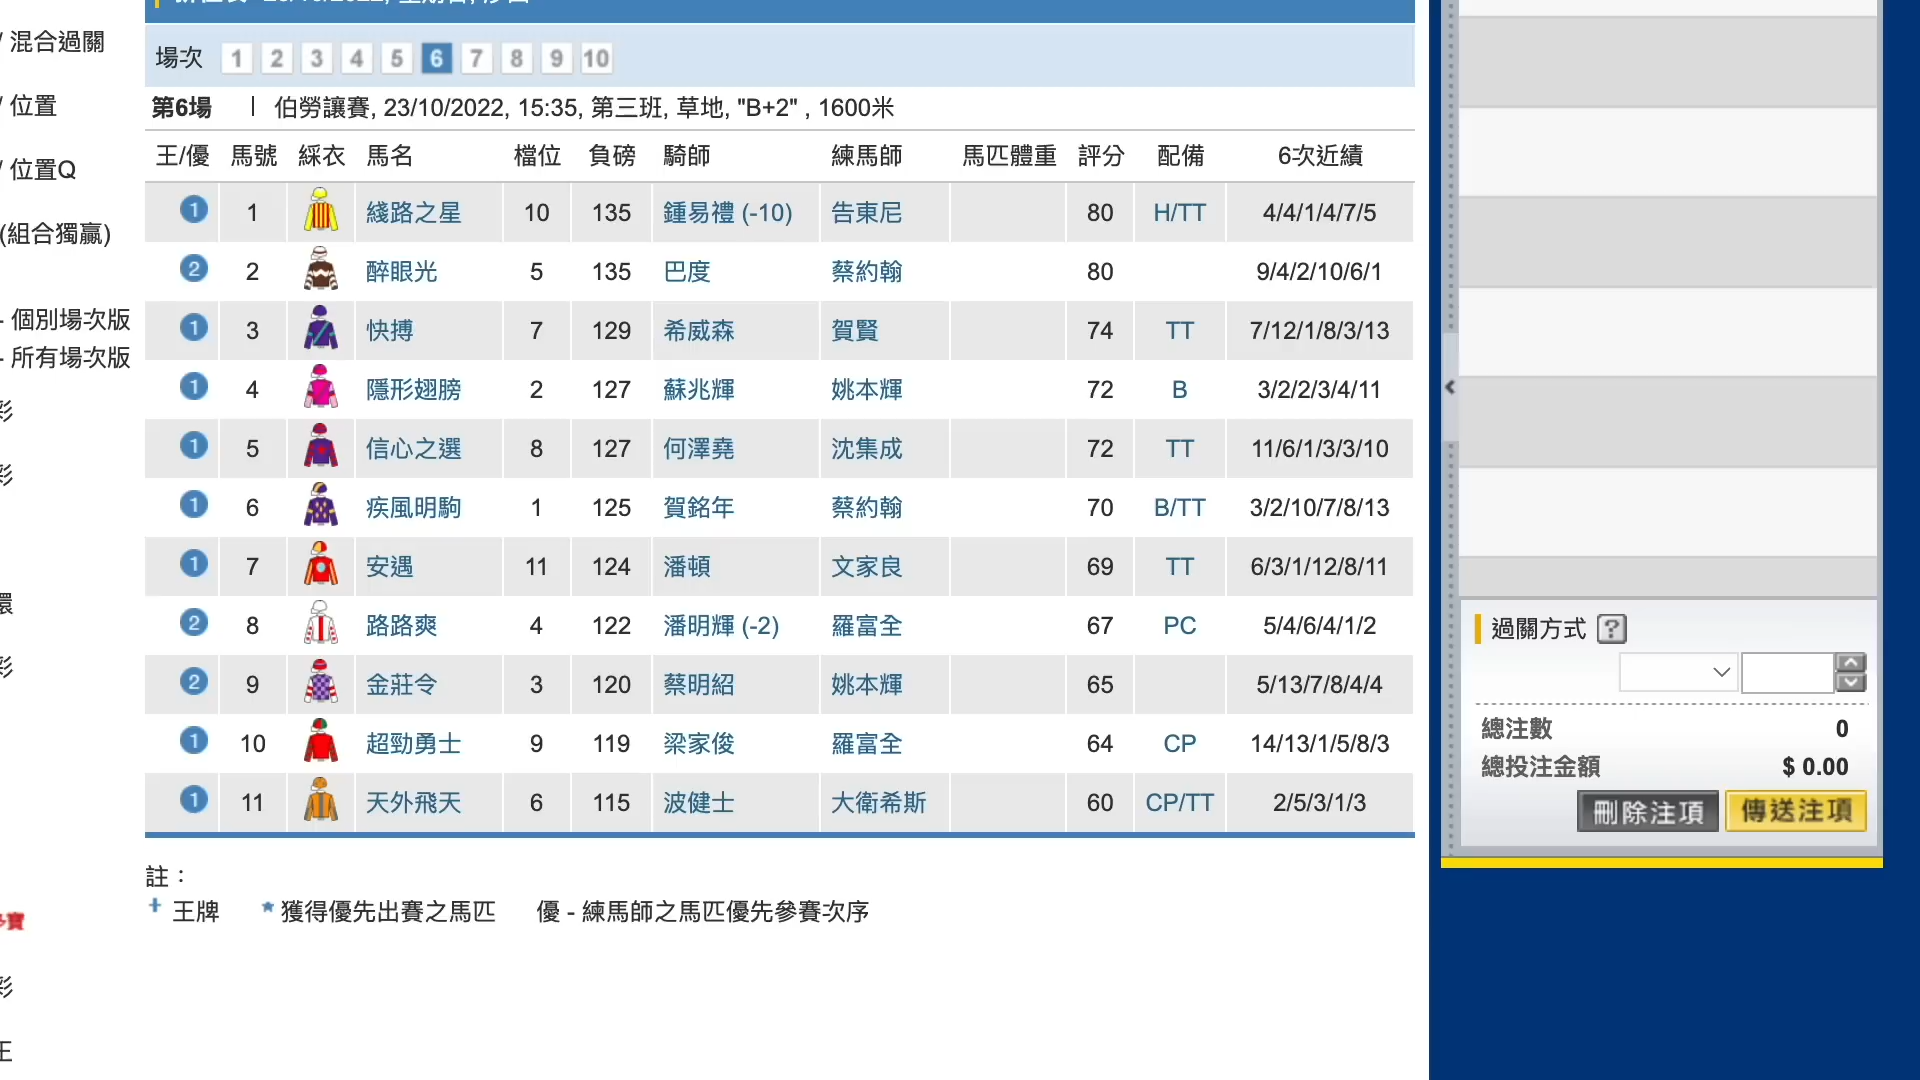 / 混合過關
/ 位置
/ 位置Q
(組合獨贏)
- 個別場次版
- 所有場次版
彩
彩
彩
彩
王
23/10/2022, 星期日, 沙田
場次 1 2 3 4 5 6 7 8 9 10
第6場 | 伯勞讓賽, 23/10/2022, 15:35, 第三班, 草地, "B+2" , 1600米
王/優 馬號 綵衣 馬名 檔位 負磅 騎師 練馬師 馬匹體重 評分 配備 6次近績
1 1 綫路之星 10 135 鍾易禮 (-10) 告東尼 80 H/TT 4/4/1/4/7/5
2 2 醉眼光 5 135 巴度 蔡約翰 80 9/4/2/10/6/1
1 3 快搏 7 129 希威森 賀賢 74 TT 7/12/1/8/3/13
1 4 隱形翅膀 2 127 蘇兆輝 姚本輝 72 B 3/2/2/3/4/11
1 5 信心之選 8 127 何澤堯 沈集成 72 TT 11/6/1/3/3/10
1 6 疾風明駒 1 125 賀銘年 蔡約翰 70 B/TT 3/2/10/7/8/13
1 7 安遇 11 124 潘頓 文家良 69 TT 6/3/1/12/8/11
2 8 路路爽 4 122 潘明輝 (-2) 羅富全 67 PC 5/4/6/4/1/2
2 9 金莊令 3 120 蔡明紹 姚本輝 65 5/13/7/8/4/4
1 10 超勁勇士 9 119 梁家俊 羅富全 64 CP 14/13/1/5/8/3
1 11 天外飛天 6 115 波健士 大衛希斯 60 CP/TT 2/5/3/1/3
註：
+ 王牌 * 獲得優先出賽之馬匹 優 - 練馬師之馬匹優先參賽次序
過關方式 ?
總注數 0
總投注金額 $ 0.00
刪除注項 傳送注項